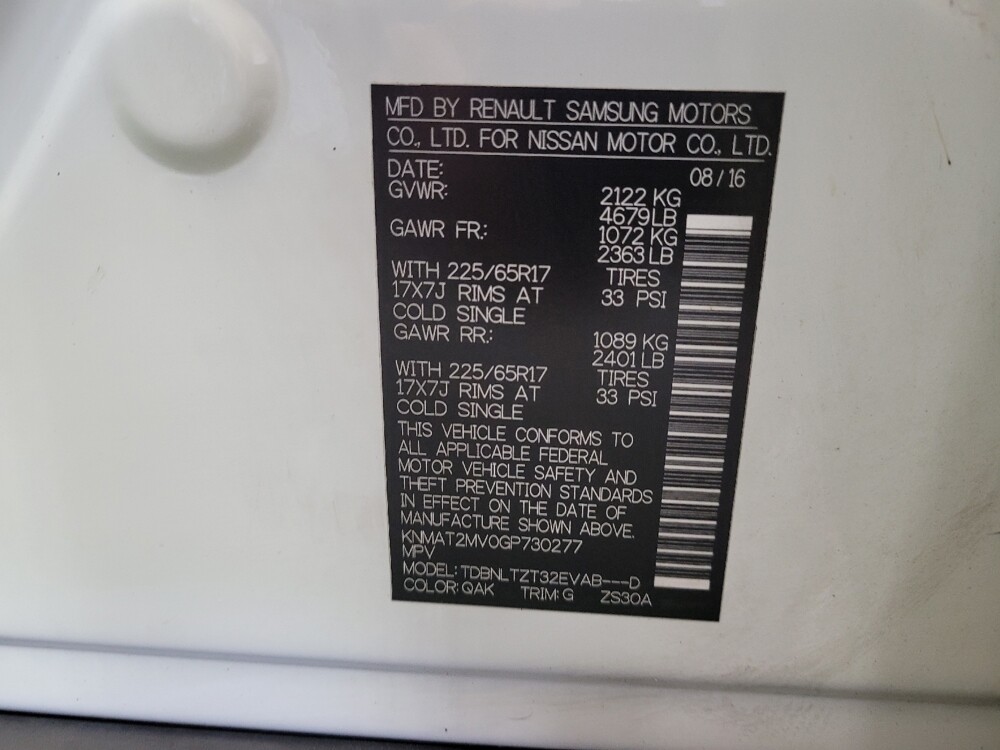 MFD BY RENAULT SAMSUNG MOTORS
CO., LTD. FOR NISSAN MOTOR CO., LTD.
DATE: 08 / 16
GVWR: 2122 KG
4679 LB
GAWR FR.: 1072 KG
2363 LB
WITH 225/65R17 TIRES
17X7J RIMS AT 33 PSI
COLD SINGLE
GAWR RR.: 1089 KG
2401 LB
WITH 225/65R17 TIRES
17X7J RIMS AT 33 PSI
COLD SINGLE
THIS VEHICLE CONFORMS TO
ALL APPLICABLE FEDERAL
MOTOR VEHICLE SAFETY AND
THEFT PREVENTION STANDARDS
IN EFFECT ON THE DATE OF
MANUFACTURE SHOWN ABOVE.
KNMAT2MV0GP730277
MPV
MODEL: TDBNLTZT32EVAB---D
COLOR: QAK TRIM: G ZS30A